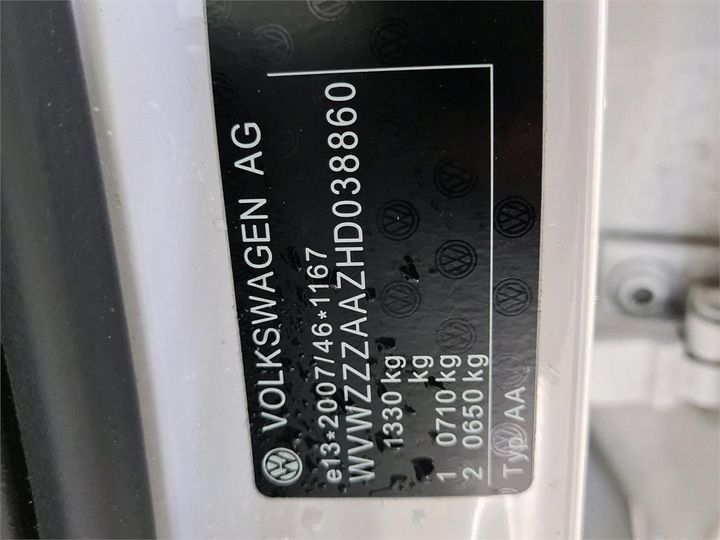 VOLKSWAGEN AG
e13*2007/46*1167
WVWZZZAAZHD038860
1330 kg
kg
1 0710 kg
2 0650 kg
Typ AA